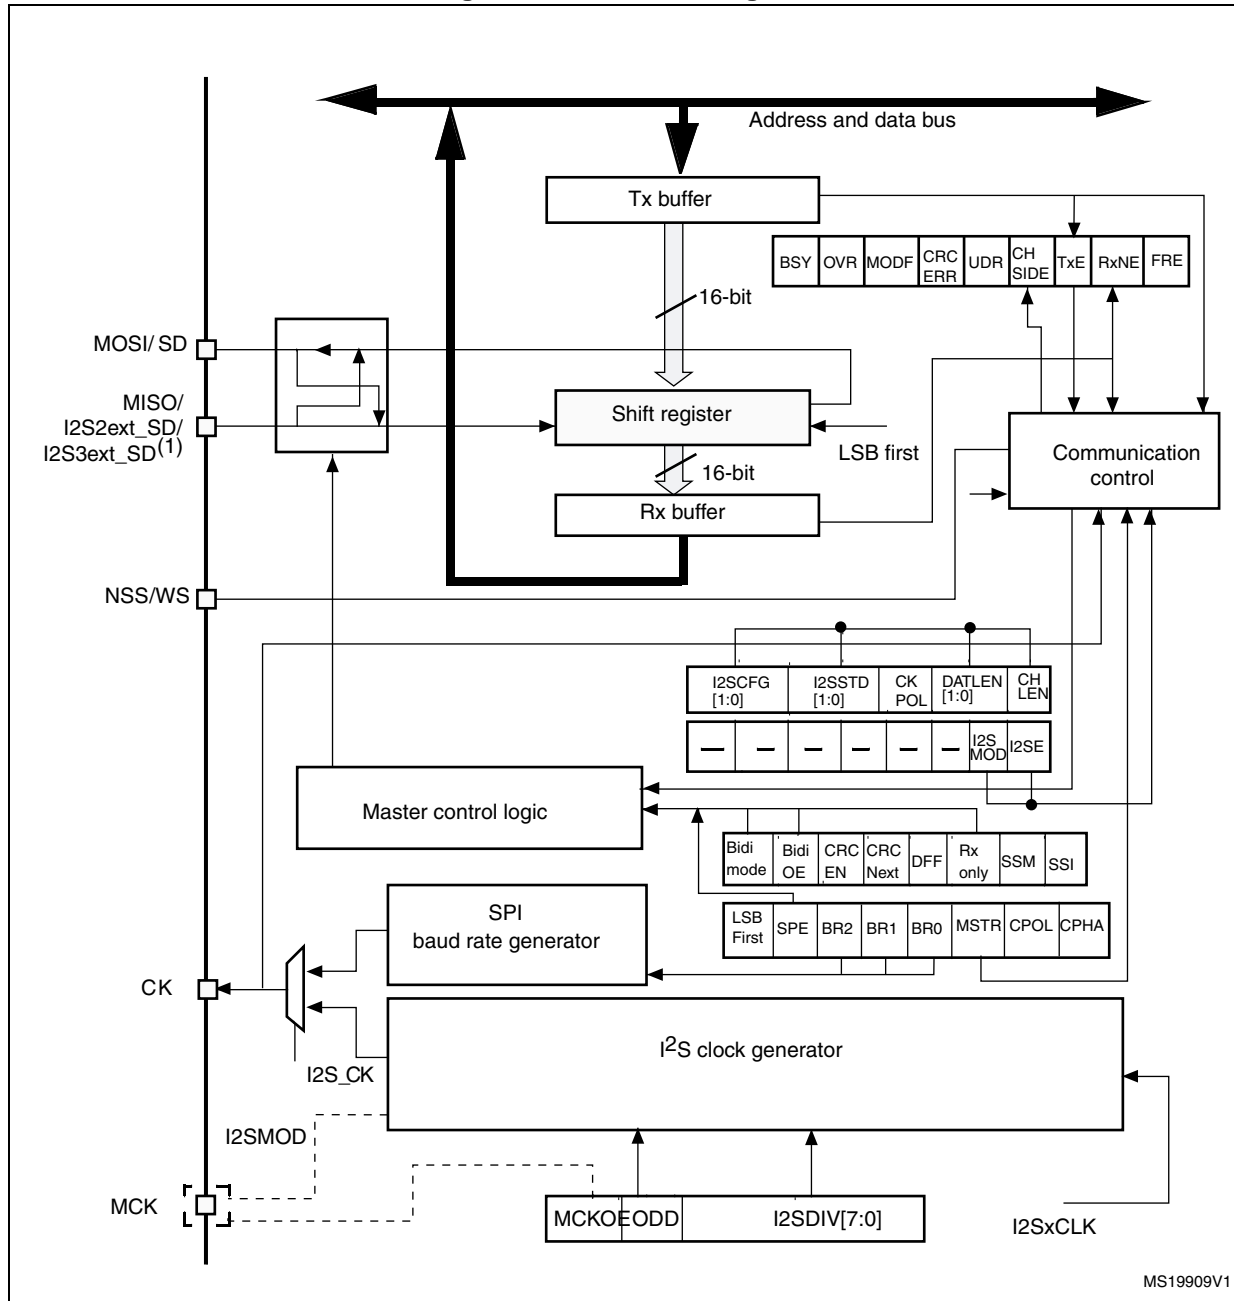 Address and data bus
Tx buffer
BSY OVR MODF CRC ERR UDR CH SIDE TxE RxNE FRE
16-bit
MOSI/ SD
MISO/
I2S2ext_SD/
I2S3ext_SD(1)
Shift register
LSB first
Communication
control
16-bit
Rx buffer
NSS/WS
I2SCFG [1:0] I2SSTD [1:0] CK POL DATLEN [1:0] CH LEN
I2S MOD I2SE
Master control logic
Bidi mode Bidi OE CRC EN CRC Next DFF Rx only SSM SSI
LSB First SPE BR2 BR1 BR0 MSTR CPOL CPHA
SPI
baud rate generator
CK
I2S clock generator
I2S_CK
I2SMOD
MCK
MCKOE ODD I2SDIV[7:0]
I2SxCLK
MS19909V1